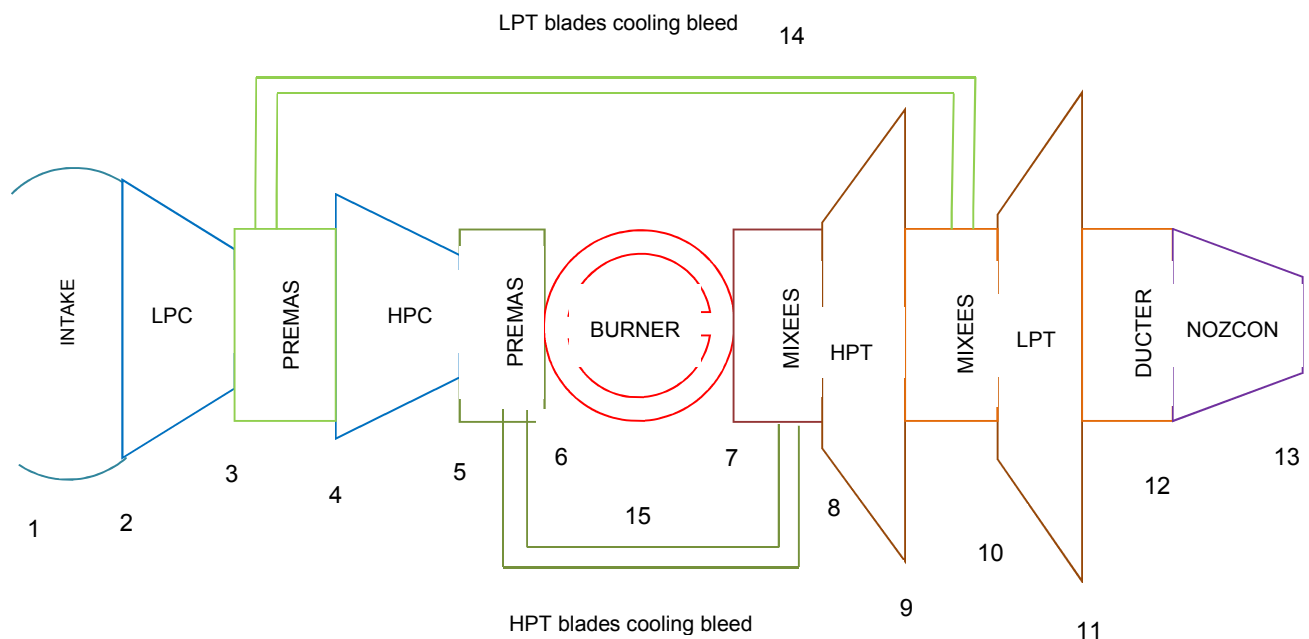 LPT blades cooling bleed
14
INTAKE
LPC
PREMAS
HPC
PREMAS
BURNER
MIXEES
HPT
MIXEES
LPT
DUCTER
NOZCON
1
2
3
4
5
6
7
8
9
10
11
12
13
15
HPT blades cooling bleed